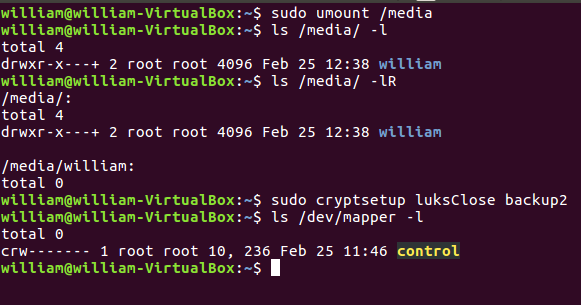 william@william-VirtualBox:~$ sudo umount /media
william@william-VirtualBox:~$ ls /media/ -l
total 4
drwxr-x---+ 2 root root 4096 Feb 25 12:38 william
william@william-VirtualBox:~$ ls /media/ -lR
/media/:
total 4
drwxr-x---+ 2 root root 4096 Feb 25 12:38 william

/media/william:
total 0
william@william-VirtualBox:~$ sudo cryptsetup luksClose backup2
william@william-VirtualBox:~$ ls /dev/mapper -l
total 0
crw------- 1 root root 10, 236 Feb 25 11:46 control
william@william-VirtualBox:~$